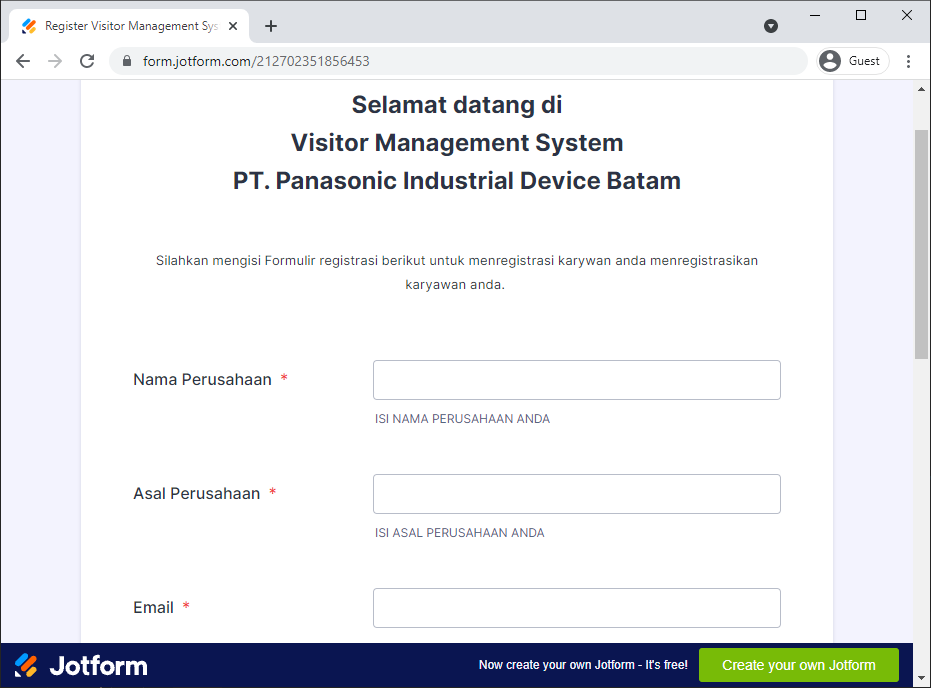 Register Visitor Management Sys
form.jotform.com/212702351856453
Guest
Selamat datang di
Visitor Management System
PT. Panasonic Industrial Device Batam
Silahkan mengisi Formulir registrasi berikut untuk menregistrasi karywan anda menregistrasikan
karyawan anda.
Nama Perusahaan *
ISI NAMA PERUSAHAAN ANDA
Asal Perusahaan *
ISI ASAL PERUSAHAAN ANDA
Email *
Jotform
Now create your own Jotform - It's free!
Create your own Jotform